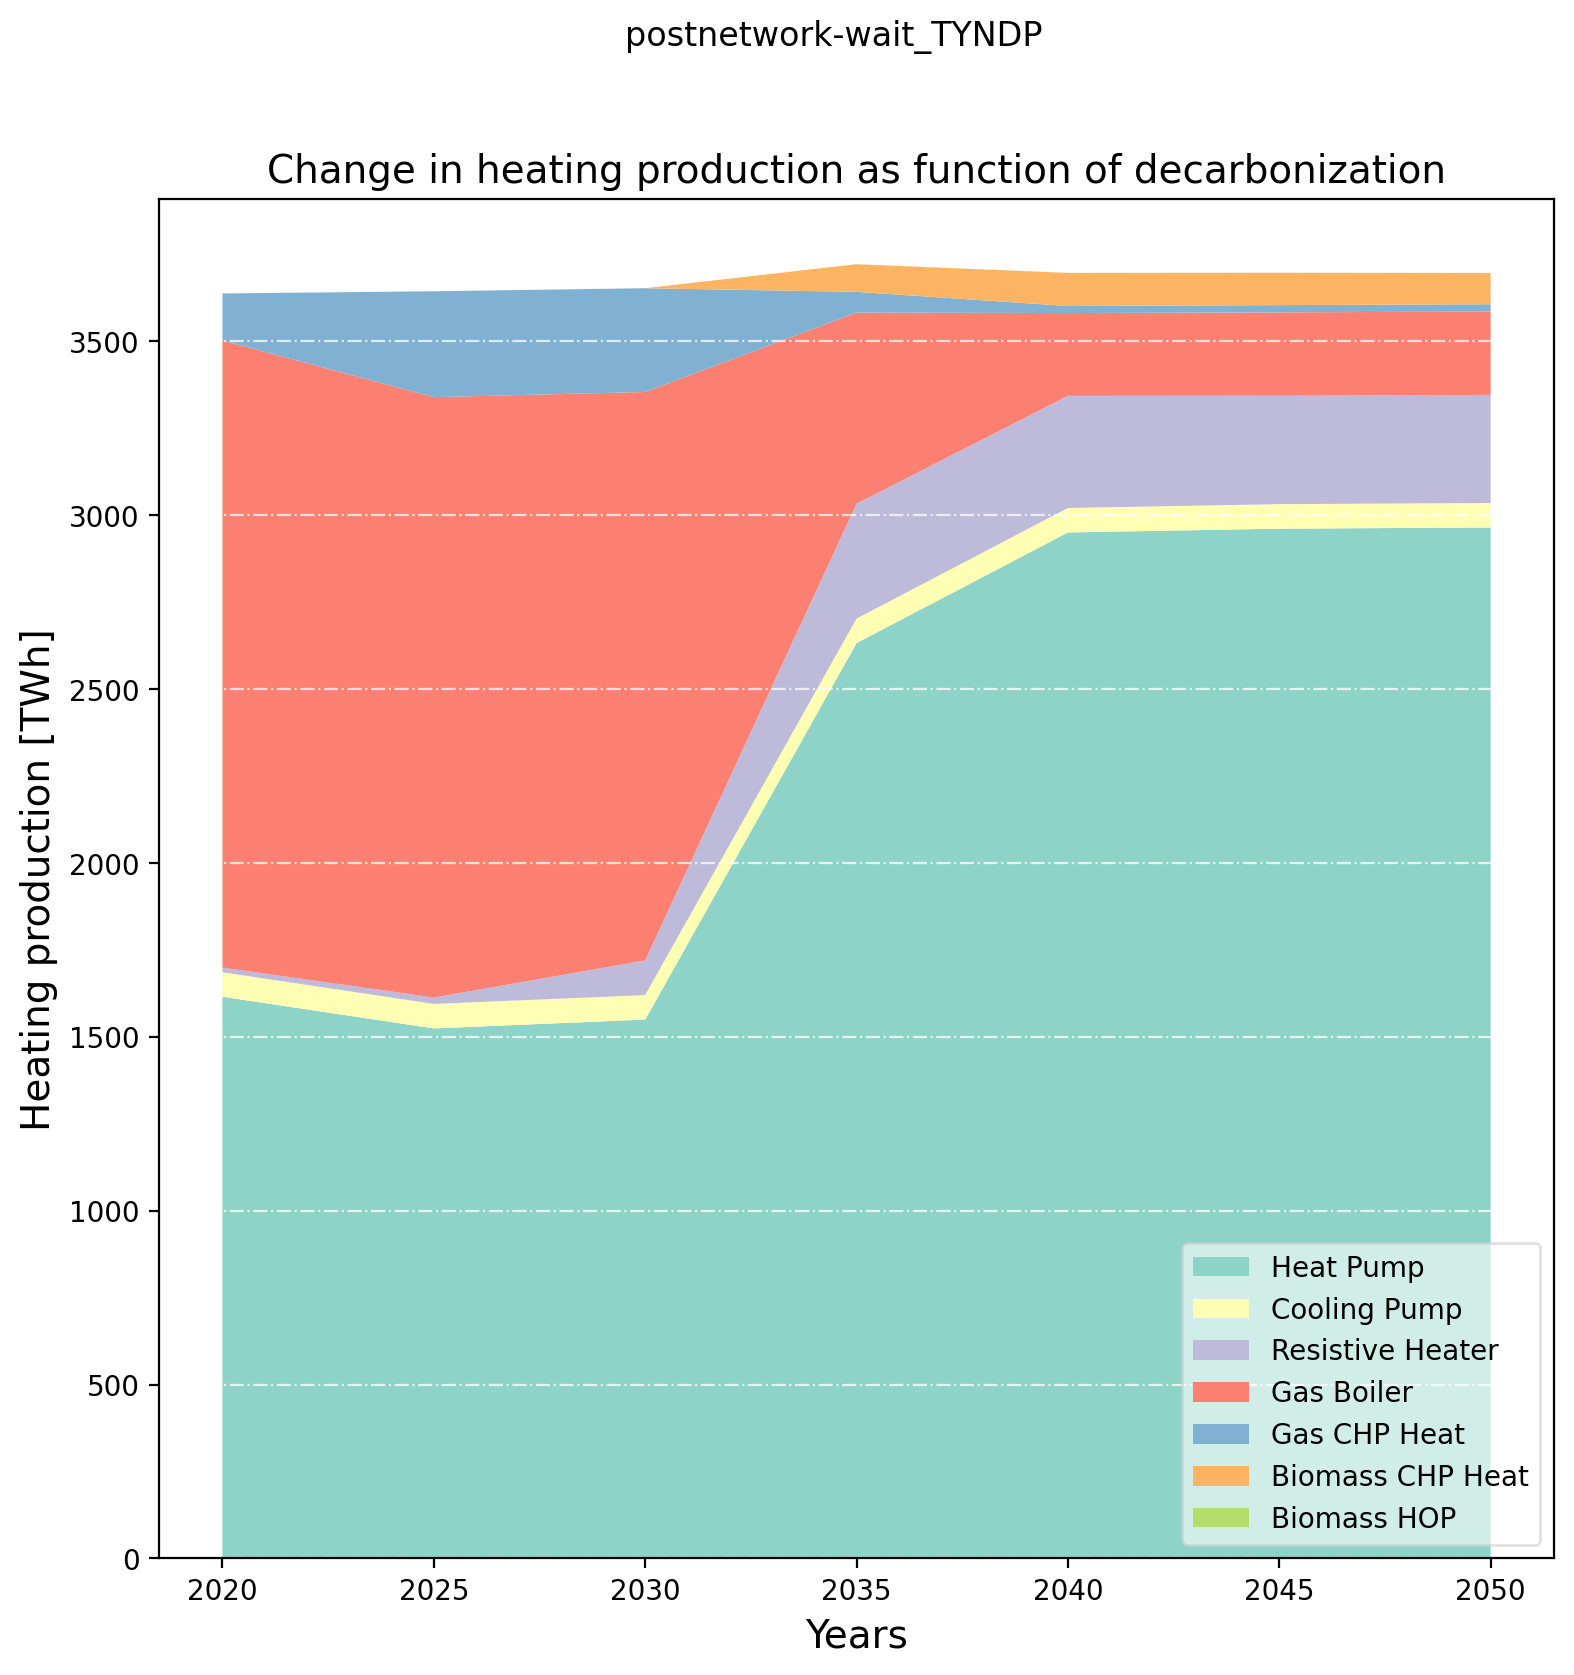 postnetwork-wait_TYNDP
Change in heating production as function of decarbonization
Heating production [TWh]
3500
3000
2500
2000
1500
1000
500
0
Heat Pump
Cooling Pump
Resistive Heater
Gas Boiler
Gas CHP Heat
Biomass CHP Heat
Biomass HOP
2020 2025 2030 2035 2040 2045 2050
Years